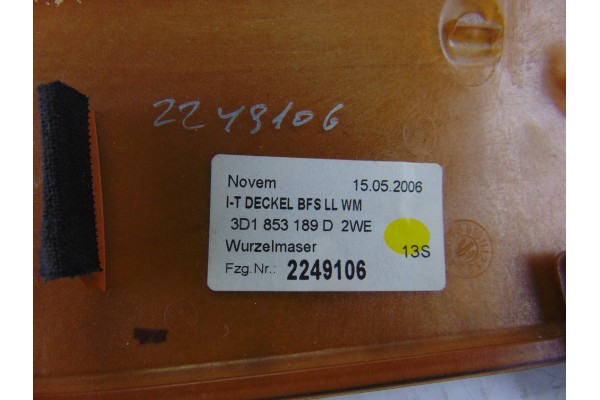 2249106
Novem 15.05.2006
I-T DECKEL BFS LL WM
3D1 853 189 D 2WE
Wurzelmaser 13S
Fzg.Nr.: 2249106